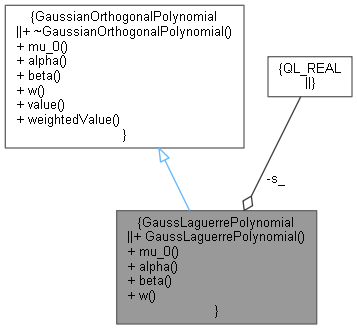 {GaussianOrthogonalPolynomial
||+ ~GaussianOrthogonalPolynomial()
+ mu_0()
+ alpha()
+ beta()
+ w()
+ value()
+ weightedValue()
}
{QL_REAL
||}
-s_
{GaussLaguerrePolynomial
||+ GaussLaguerrePolynomial()
+ mu_0()
+ alpha()
+ beta()
+ w()
}